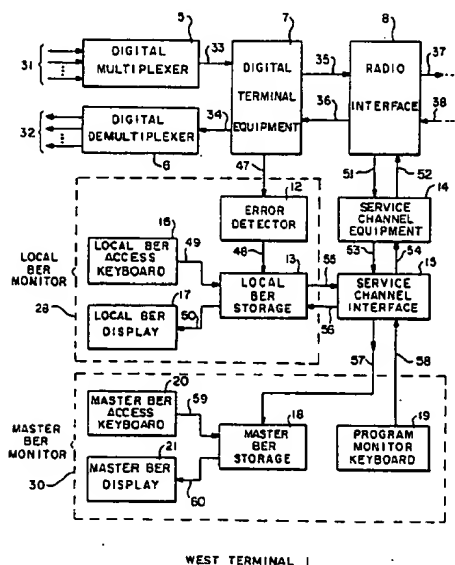 5
7
8
31
DIGITAL
MULTIPLEXER
33
DIGITAL
TERMINAL
EQUIPMENT
35
RADIO
INTERFACE
37
36
38
32
DIGITAL
DEMULTIPLEXER
34
6
47
51
52
12
14
ERROR
DETECTOR
SERVICE
CHANNEL
EQUIPMENT
16
LOCAL BER
ACCESS
KEYBOARD
49
48
53
54
13
15
LOCAL
BER
MONITOR
28
17
LOCAL BER
DISPLAY
50
LOCAL
BER
STORAGE
55
56
SERVICE
CHANNEL
INTERFACE
57
58
20
MASTER BER
ACCESS
KEYBOARD
59
18
19
MASTER
BER
MONITOR
30
21
MASTER BER
DISPLAY
60
MASTER
BER
STORAGE
PROGRAM
MONITOR
KEYBOARD
WEST TERMINAL I